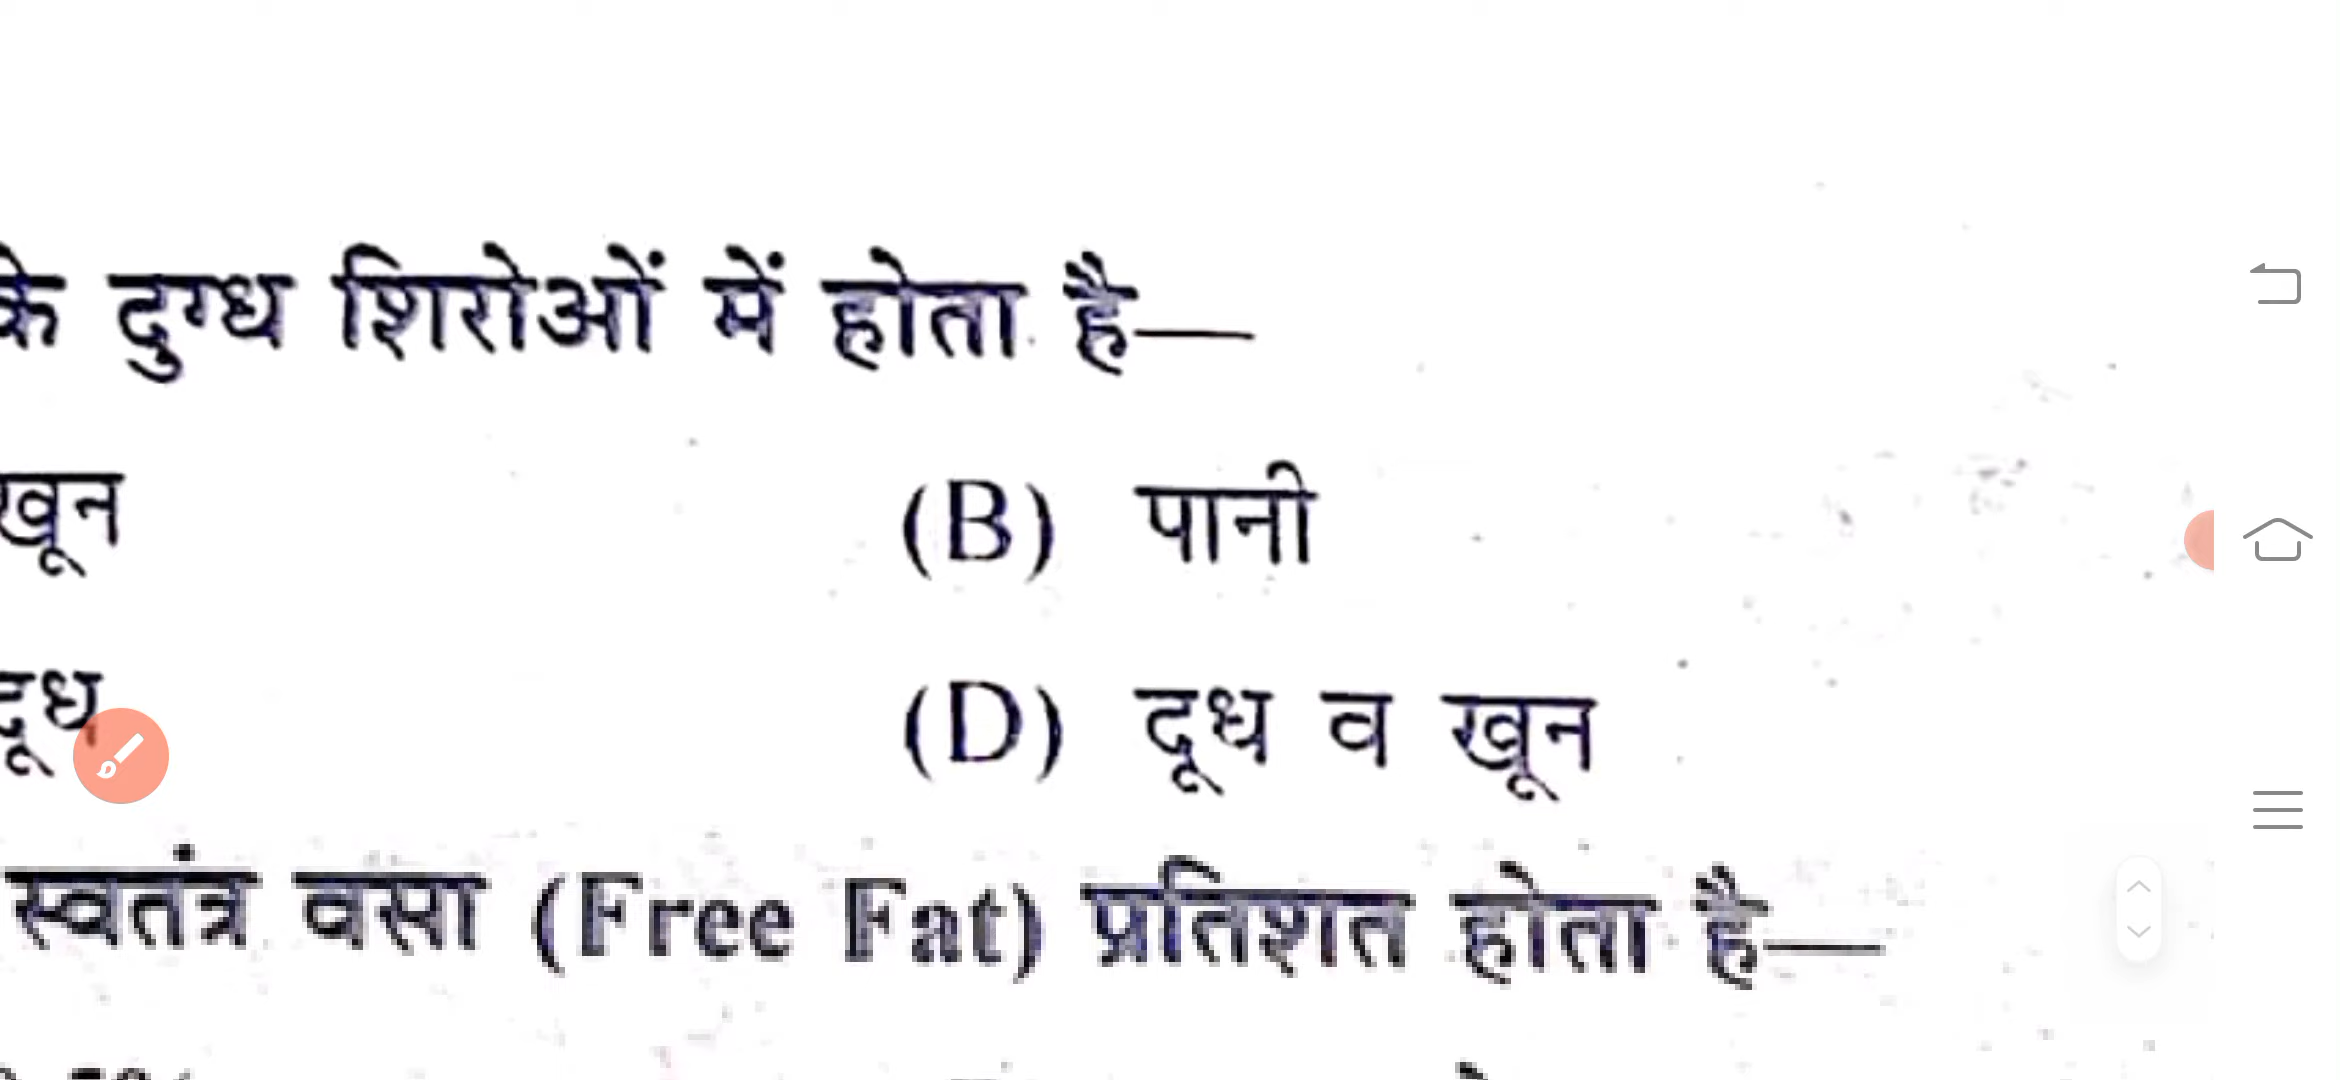 के दुग्ध शिराेओं में होता है—
खून (B) पानी
दूध (D) दूध व खून
स्वतंत्र वसा (Free Fat) प्रतिशत होता है—